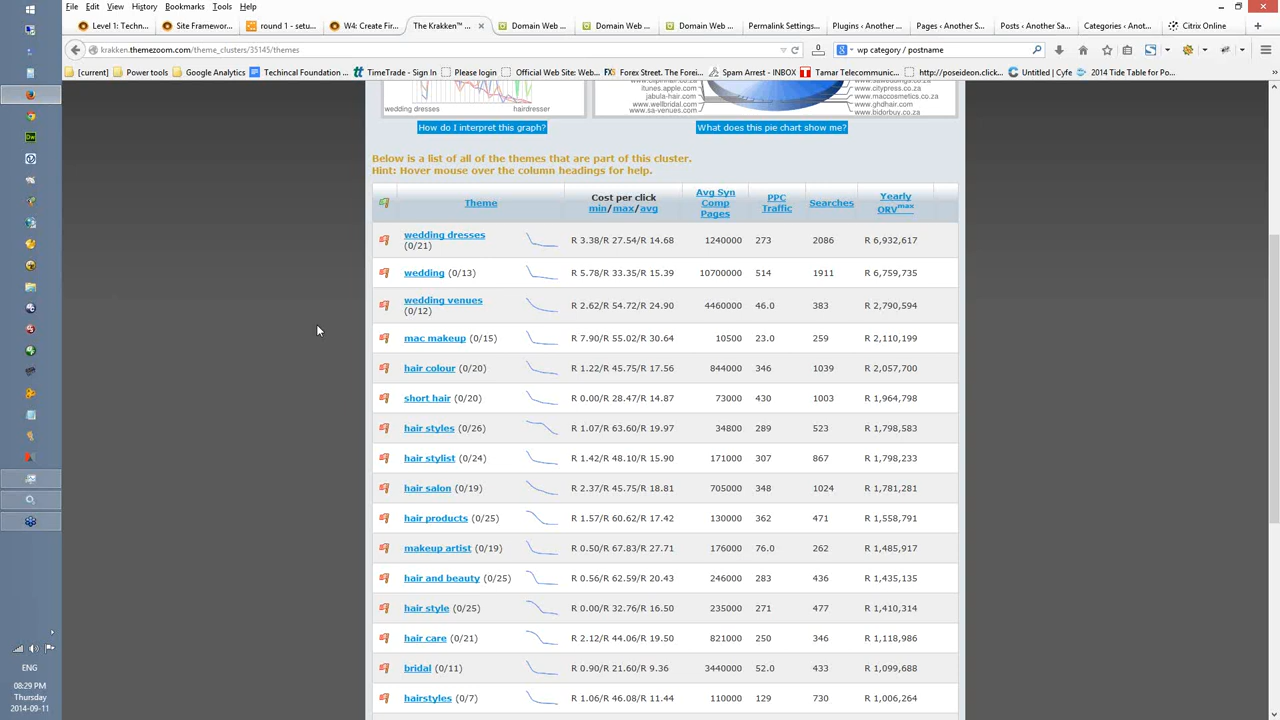 File Edit View History Bookmarks Tools Help
Level 1: Techn... Site Framewor... round 1 - setu... W4: Create Fir... The Krakken™ ... × Domain Web ... Domain Web ... Domain Web ... Permalink Settings... Plugins ‹ Another ... Pages ‹ Another S... Posts ‹ Another Sa... Categories ‹ Anot... Citrix Online
krakken.themezoom.com/theme_clusters/35145/themes wp category / postname
[current] Power tools Google Analytics Techincal Foundation ... TimeTrade - Sign In Please login Official Web Site: Web... Forex Street. The Forei... Spam Arrest - INBOX Tamar Telecommunic... http://poseidon.click... Untitled | Cyfe 2014 Tide Table for Po...
itunes.apple.com www.citypress.co.za
jabula-hair.com www.maccosmetics.co.za
www.wellbridal.com www.ghdhair.com
wedding dresses hairdresser www.sa-venues.com www.bidorbuy.co.za
How do I interpret this graph? What does this pie chart show me?
Below is a list of all of the themes that are part of this cluster.
Hint: Hover mouse over the column headings for help.
Theme Cost per click min/max/avg Avg Syn Comp Pages PPC Traffic Searches Yearly ORVmax
wedding dresses (0/21) R 3.38/R 27.54/R 14.68 1240000 273 2086 R 6,932,617
wedding (0/13) R 5.78/R 33.35/R 15.39 10700000 514 1911 R 6,759,735
wedding venues (0/12) R 2.62/R 54.72/R 24.90 4460000 46.0 383 R 2,790,594
mac makeup (0/15) R 7.90/R 55.02/R 30.64 10500 23.0 259 R 2,110,199
hair colour (0/20) R 1.22/R 45.75/R 17.56 844000 346 1039 R 2,057,700
short hair (0/20) R 0.00/R 28.47/R 14.87 73000 430 1003 R 1,964,798
hair styles (0/26) R 1.07/R 63.60/R 19.97 34800 289 523 R 1,798,583
hair stylist (0/24) R 1.42/R 48.10/R 15.90 171000 307 867 R 1,798,233
hair salon (0/19) R 2.37/R 45.75/R 18.81 705000 348 1024 R 1,781,281
hair products (0/25) R 1.57/R 60.62/R 17.42 130000 362 471 R 1,558,791
makeup artist (0/19) R 0.50/R 67.83/R 27.71 176000 76.0 262 R 1,485,917
hair and beauty (0/25) R 0.56/R 62.59/R 20.43 246000 283 436 R 1,435,135
hair style (0/25) R 0.00/R 32.76/R 16.50 235000 271 477 R 1,410,314
hair care (0/21) R 2.12/R 44.06/R 19.50 821000 250 346 R 1,118,986
bridal (0/11) R 0.90/R 21.60/R 9.36 3440000 52.0 433 R 1,099,688
hairstyles (0/7) R 1.06/R 46.08/R 11.44 110000 129 730 R 1,006,264
ENG
08:29 PM
Thursday
2014-09-11